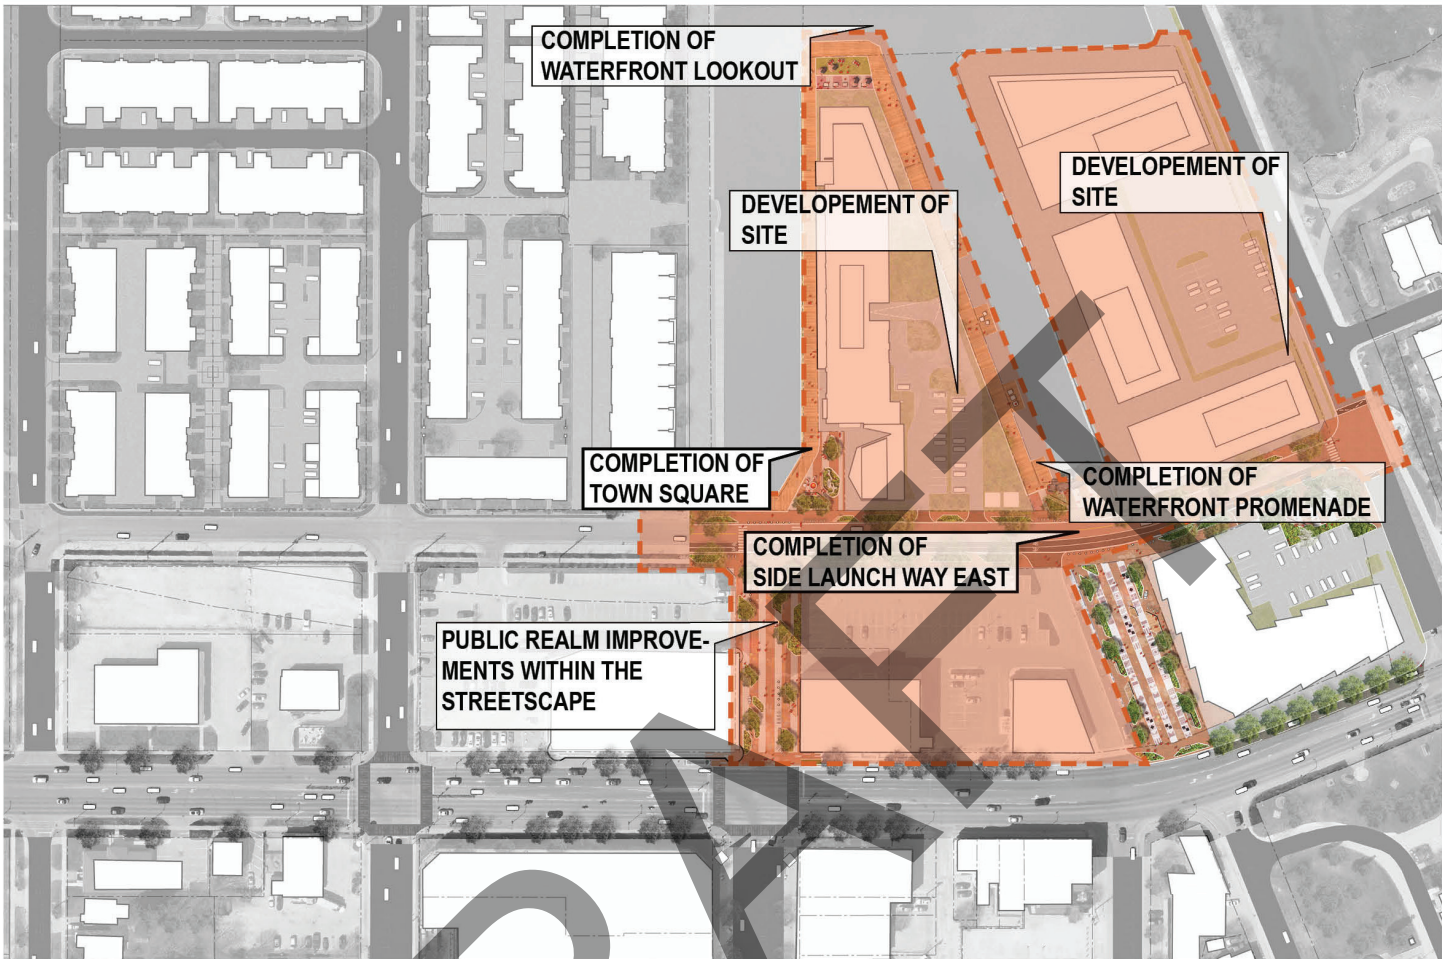 COMPLETION OF
WATERFRONT LOOKOUT
DEVELOPEMENT OF
SITE
DEVELOPEMENT OF
SITE
COMPLETION OF
TOWN SQUARE
COMPLETION OF
WATERFRONT PROMENADE
COMPLETION OF
SIDE LAUNCH WAY EAST
PUBLIC REALM IMPROVE-
MENTS WITHIN THE
STREETSCAPE